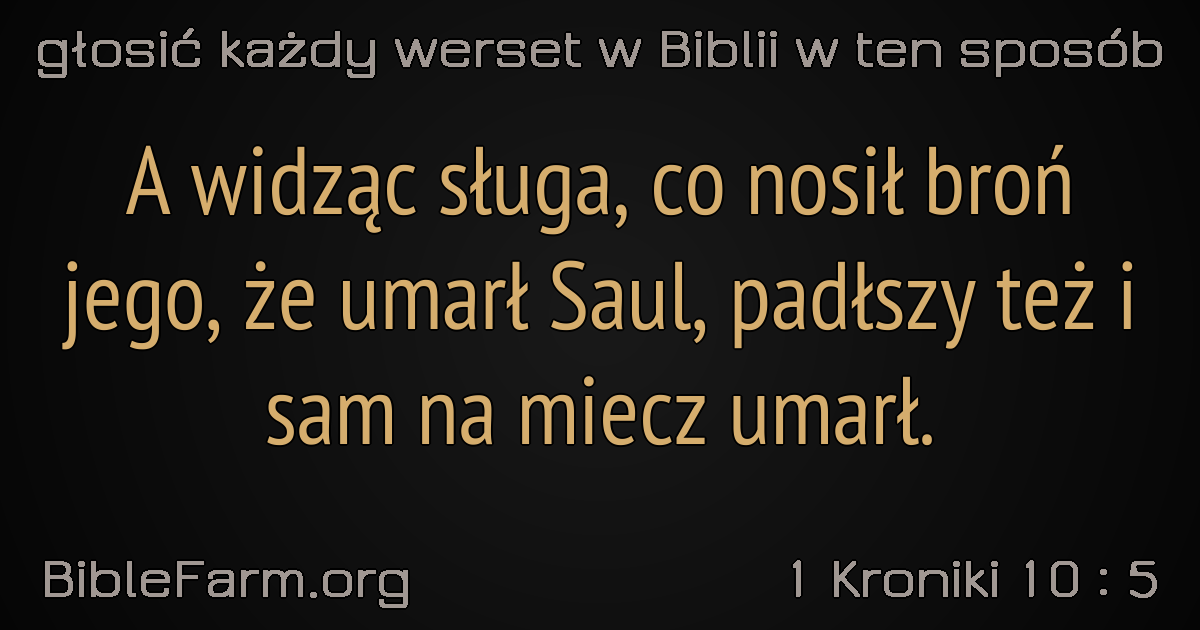 głosić każdy werset w Biblii w ten sposób
A widząc sługa, co nosił broń
jego, że umarł Saul, padłszy też i
sam na miecz umarł.
BibleFarm.org
1 Kroniki 10 : 5